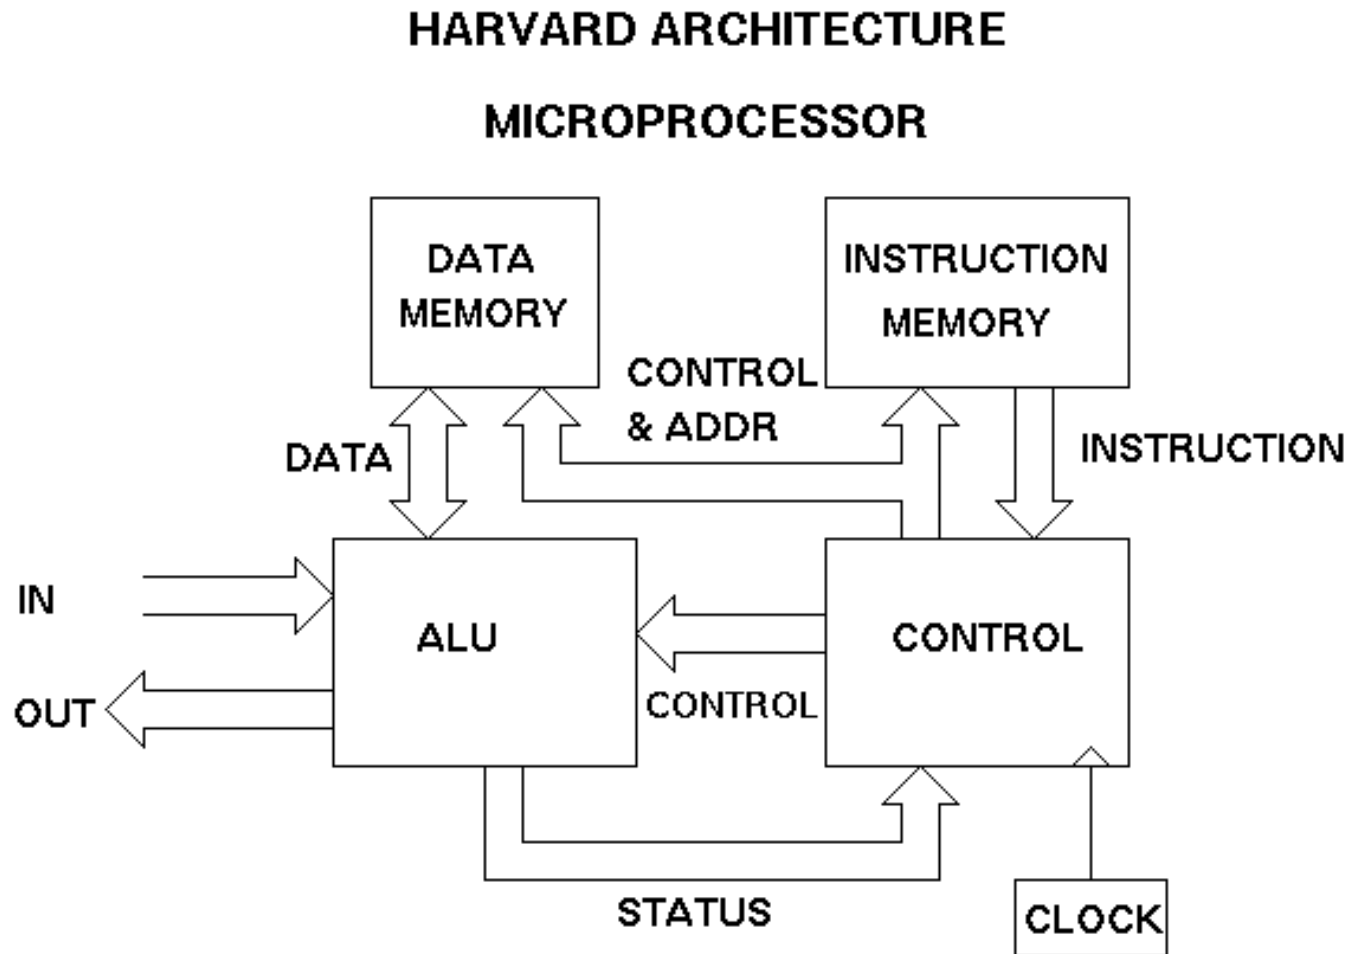 HARVARD ARCHITECTURE
MICROPROCESSOR
DATA
MEMORY
INSTRUCTION
MEMORY
CONTROL
& ADDR
DATA
INSTRUCTION
IN
ALU
CONTROL
OUT
CONTROL
STATUS
CLOCK